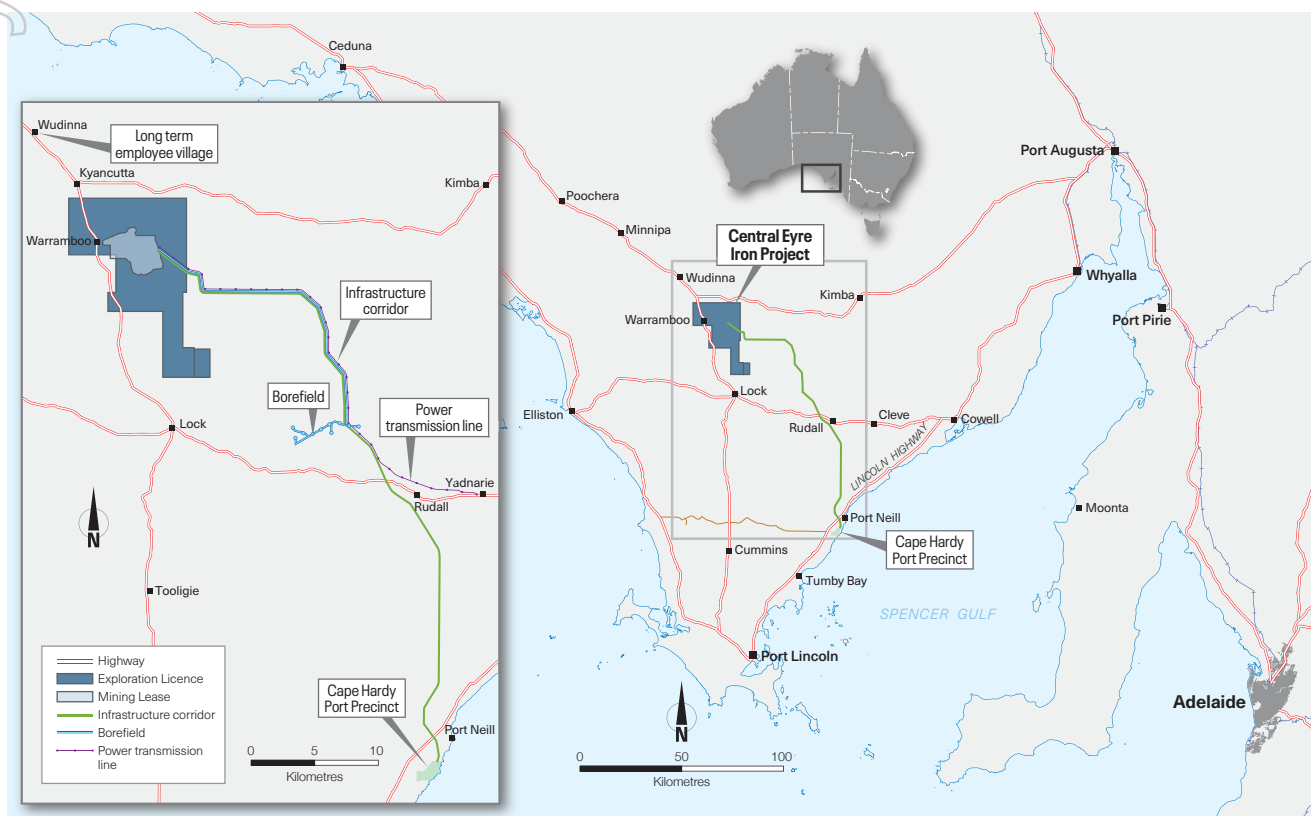 Ceduna
Wudinna
Long term
employee village
Kyancutta
Kimba
Warramboo
Infrastructure
corridor
Borefield
Power
transmission line
Lock
Yadnarie
Rudall
N
Tooligie
Highway
Exploration Licence
Mining Lease
Infrastructure corridor
Borefield
Power transmission
line
Cape Hardy
Port Precinct
Port Neill
0 5 10
Kilometres
Poochera
Minnipa
Central Eyre
Iron Project
Wudinna
Kimba
Warramboo
Lock
Elliston
Rudall
Cleve
Cowell
LINCOLN HIGHWAY
Port Neill
Cape Hardy
Port Precinct
Cummins
Tumby Bay
Port Lincoln
SPENCER GULF
N
0 50 100
Kilometres
Port Augusta
Whyalla
Port Pirie
Moonta
Adelaide